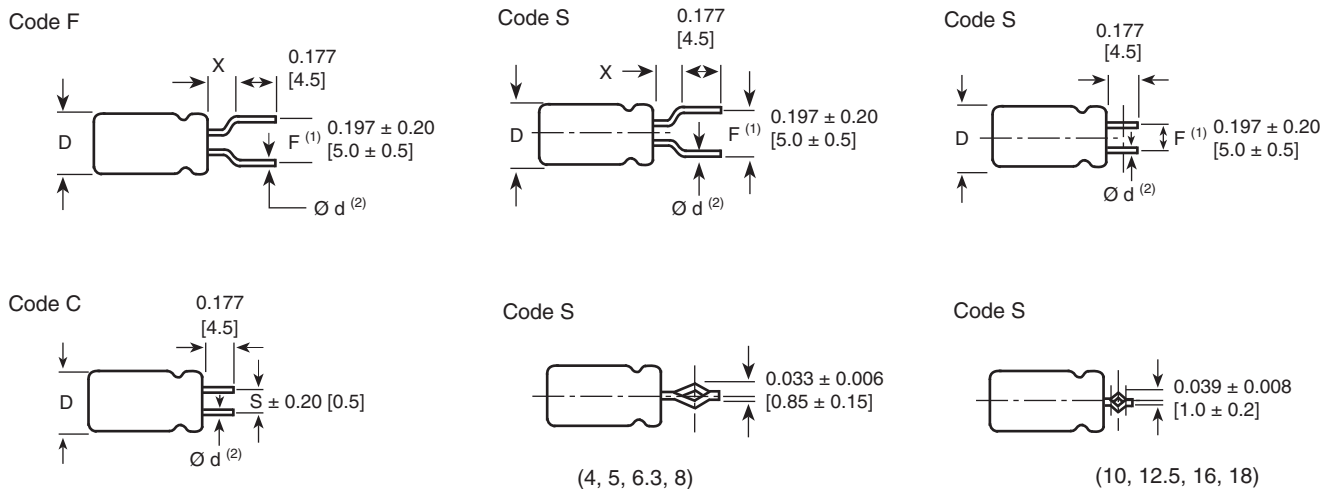 Code F
X
0.177
[4.5]
D
F (1)
0.197 ± 0.20
[5.0 ± 0.5]
Ø d (2)
Code S
0.177
[4.5]
X
D
F (1)
0.197 ± 0.20
[5.0 ± 0.5]
Ø d (2)
Code S
0.177
[4.5]
D
F (1)
0.197 ± 0.20
[5.0 ± 0.5]
Ø d (2)
Code C
0.177
[4.5]
D
S ± 0.20 [0.5]
Ø d (2)
Code S
0.033 ± 0.006
[0.85 ± 0.15]
(4, 5, 6.3, 8)
Code S
0.039 ± 0.008
[1.0 ± 0.2]
(10, 12.5, 16, 18)